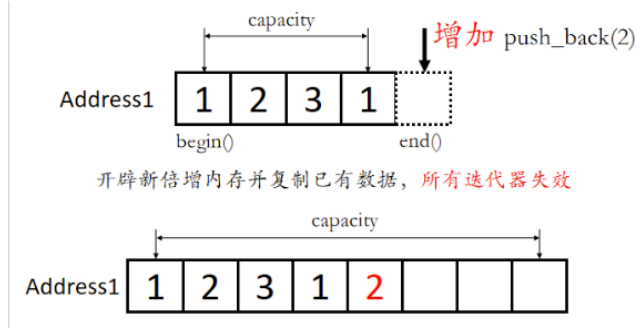 capacity
增加 push_back(2)
Address1 1 2 3 1
begin() end()
开辟新倍增内存并复制已有数据，所有迭代器失效
capacity
Address1 1 2 3 1 2